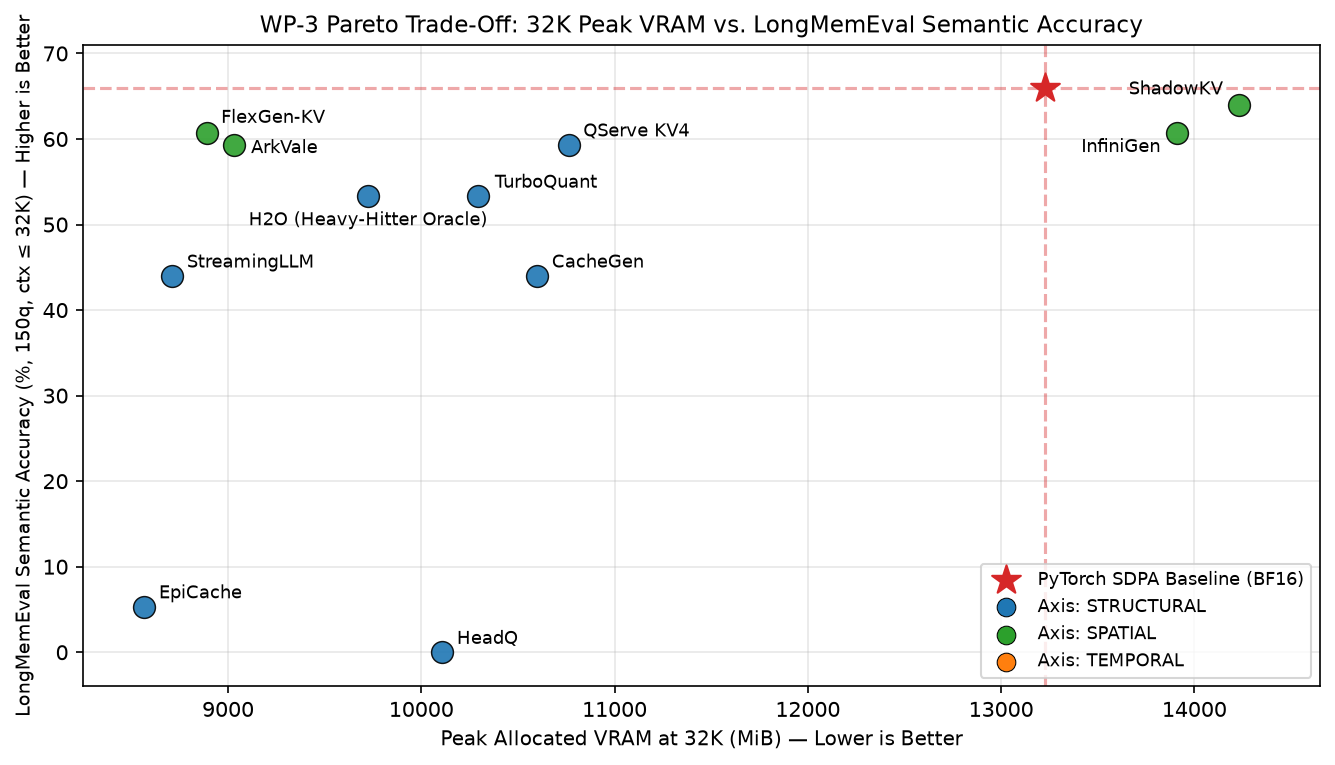 WP-3 Pareto Trade-Off: 32K Peak VRAM vs. LongMemEval Semantic Accuracy
LongMemEval Semantic Accuracy (%, 150q, ctx ≤ 32K) — Higher is Better
70
60
50
40
30
20
10
0
ShadowKV
FlexGen-KV
QServe KV4
ArkVale
InfiniGen
TurboQuant
H2O (Heavy-Hitter Oracle)
StreamingLLM
CacheGen
EpiCache
HeadQ
PyTorch SDPA Baseline (BF16)
Axis: STRUCTURAL
Axis: SPATIAL
Axis: TEMPORAL
9000
10000
11000
12000
13000
14000
Peak Allocated VRAM at 32K (MiB) — Lower is Better